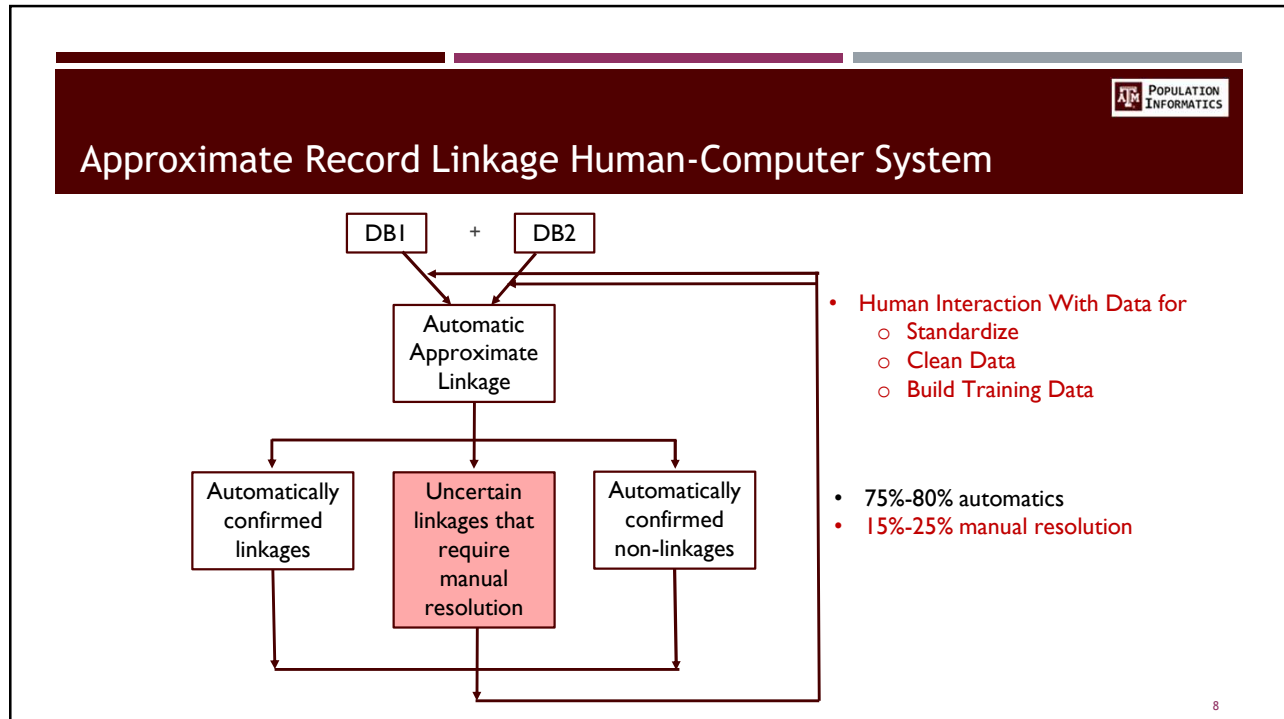 ĀM POPULATION
INFORMATICS
Approximate Record Linkage Human-Computer System
DB1 + DB2
Automatic
Approximate
Linkage
• Human Interaction With Data for
o Standardize
o Clean Data
o Build Training Data
Automatically
confirmed
linkages
Uncertain
linkages that
require
manual
resolution
Automatically
confirmed
non-linkages
• 75%-80% automatics
• 15%-25% manual resolution
8